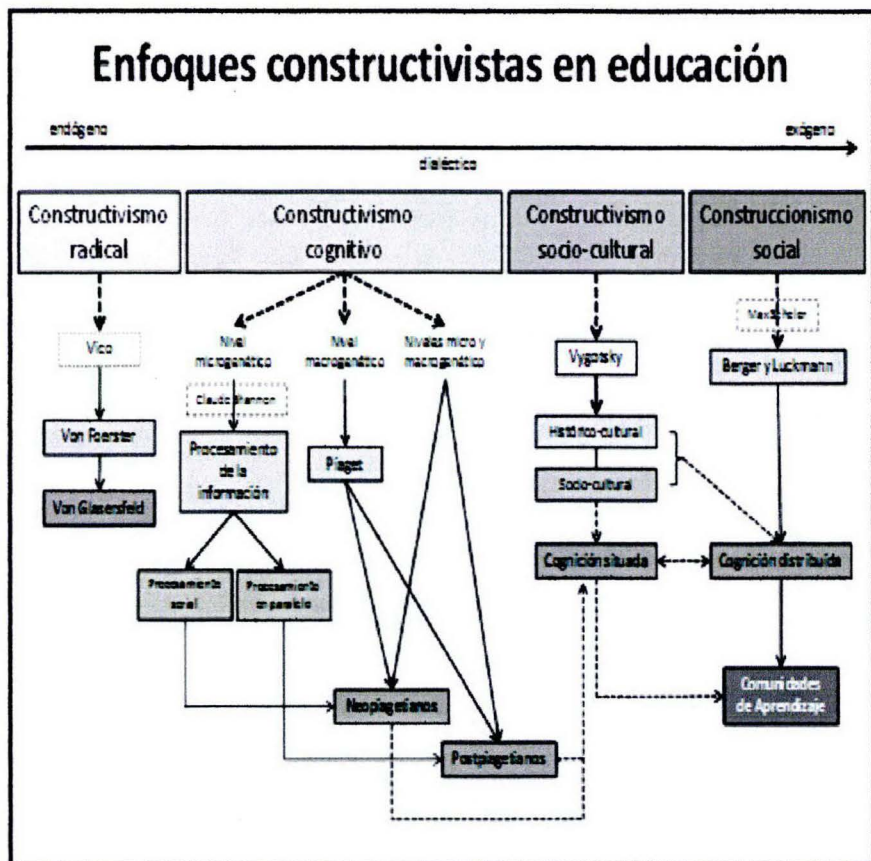 Enfoques constructivistas en educación
endógeno
exógeno
dialéctico
Constructivismo
radical
Constructivismo
cognitivo
Constructivismo
socio-cultural
Construccionismo
social
Max Scheler
Vico
Nivel
microgenético
Nivel
macrogenético
Niveles micro y
macrogenético
Vygotsky
Berger y Luckmann
Claude Shannon
Von Foerster
Procesamiento
de la
información
Piaget
Histórico-cultural
Von Glasersfeld
Socio-cultural
Cognición situada
Cognición distribuida
Procesamiento
serial
Procesamiento
en paralelo
Neopiagetianos
Comunidades
de Aprendizaje
Postpiagetianos